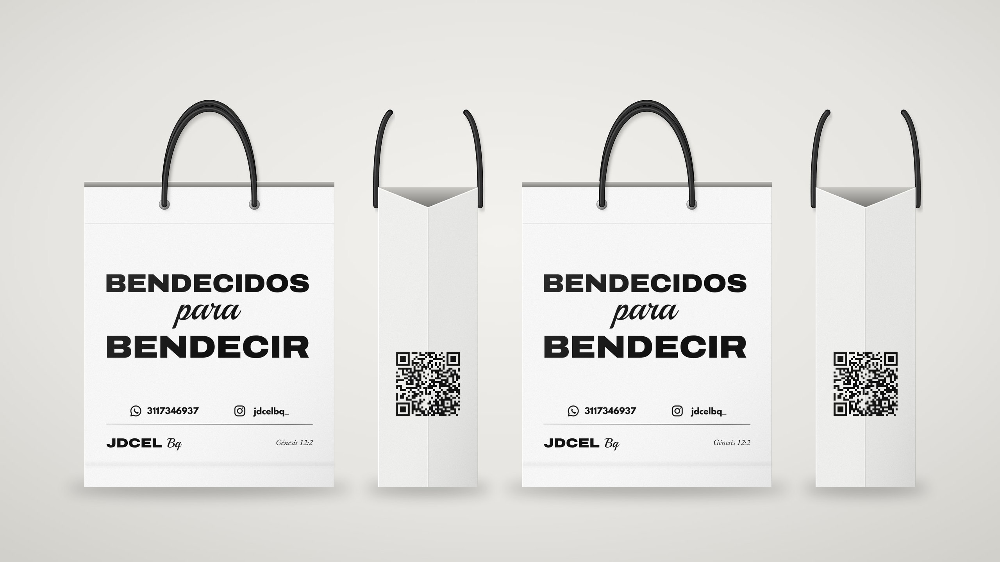 BENDECIDOS
para
BENDECIR
3117346937 jdcelbq_
JDCEL Bq Génesis 12:2
BENDECIDOS
para
BENDECIR
3117346937 jdcelbq_
JDCEL Bq Génesis 12:2